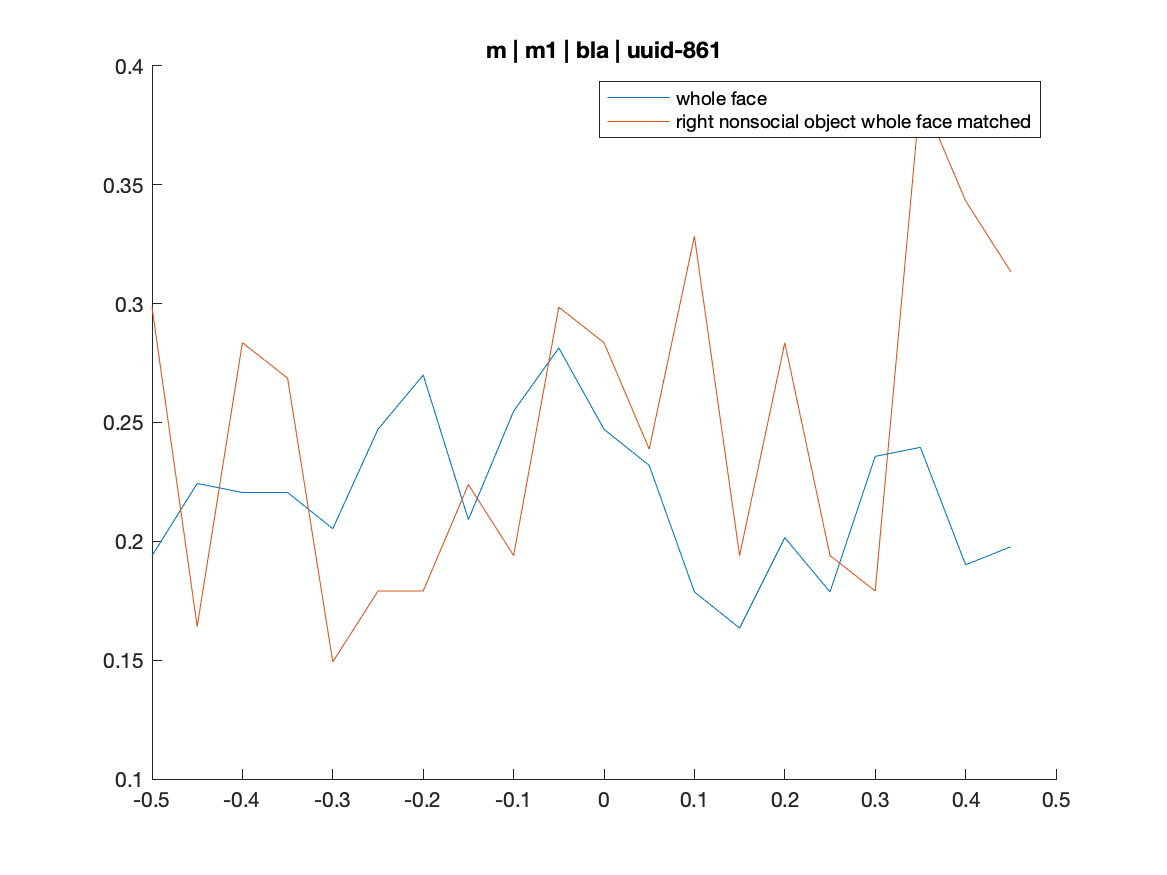 m | m1 | bla | uuid-861
whole face
right nonsocial object whole face matched
0.4
0.35
0.3
0.25
0.2
0.15
0.1
-0.5 -0.4 -0.3 -0.2 -0.1 0 0.1 0.2 0.3 0.4 0.5